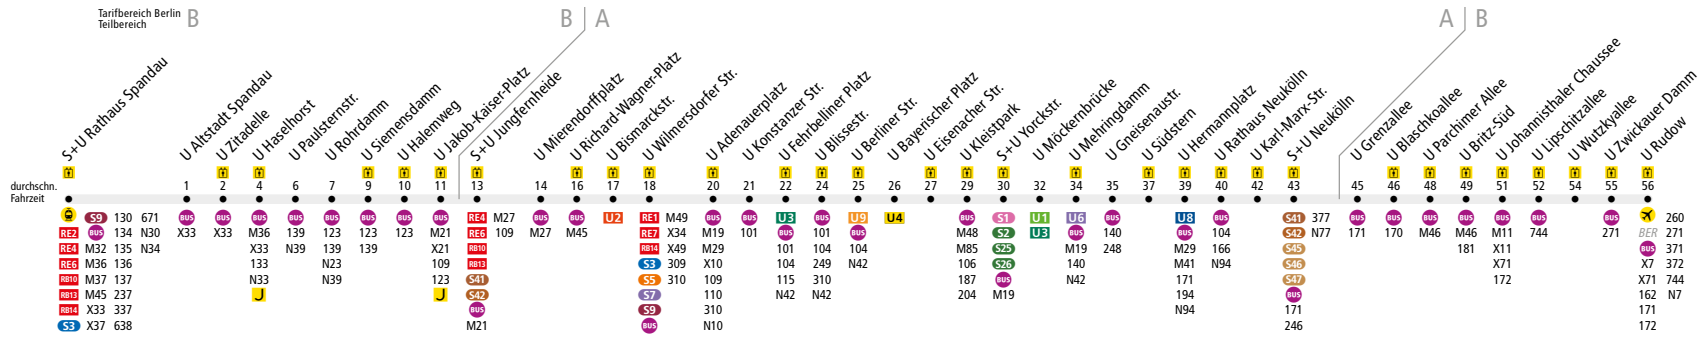 Tarifbereich Berlin B B A A B
Teilbereich
S+U Rathaus Spandau
U Altstadt Spandau
U Zitadelle
U Haselhorst
U Paulsternstr.
U Rohrdamm
U Siemensdamm
U Halemweg
U Jakob-Kaiser-Platz
S+U Jungfernheide
U Mierendorffplatz
U Richard-Wagner-Platz
U Bismarckstr.
U Wilmersdorfer Str.
U Adenauerplatz
U Konstanzer Str.
U Fehrbelliner Platz
U Blissestr.
U Berliner Str.
U Bayerischer Platz
U Eisenacher Str.
U Kleistpark
S+U Yorckstr.
U Möckernbrücke
U Mehringdamm
U Gneisenaustr.
U Südstern
U Hermannplatz
U Rathaus Neukölln
U Karl-Marx-Str.
S+U Neukölln
U Grenzallee
U Blaschkoallee
U Parchimer Allee
U Britz-Süd
U Johannisthaler Chaussee
U Lipschitzallee
U Wutzkyallee
U Zwickauer Damm
U Rudow
durchschn. 1 2 4 6 7 9 10 11 13 14 16 17 18 20 21 22 24 25 26 27 29 30 32 34 35 37 39 40 42 43 45 46 48 49 51 52 54 55 56
Fahrzeit
S9 130 671 BUS BUS BUS BUS BUS BUS BUS BUS RE4 M27 BUS BUS U2 RE1 M49 BUS BUS U3 BUS U9 U4 BUS S1 U1 U6 BUS U8 BUS S41 377 BUS BUS BUS BUS BUS BUS BUS 260
RE2 BUS 134 N30 X33 X33 M36 139 123 123 123 M21 RE6 109 M27 M45 RE7 X34 M19 101 BUS 101 BUS M48 S2 U3 BUS 140 BUS 104 S42 N77 171 170 M46 M46 M11 744 271 BER 271
RE4 M32 135 N34 X33 N39 139 139 X21 RB10 RB14 X49 M29 101 104 104 M85 S25 M19 248 M29 166 S45 181 X11 BUS 371
RE6 M36 136 133 N23 109 RB13 S3 309 X10 104 249 N42 106 S26 140 M41 N94 S46 X71 X7 372
RB10 M37 137 N33 N39 123 S41 S5 310 109 115 310 187 BUS N42 171 S47 172 X71 744
RB13 M45 237 S42 S7 110 N42 N42 204 M19 194 BUS 162 N7
RB14 X33 337 BUS S9 310 N94 171 171
S3 X37 638 M21 BUS N10 246 172